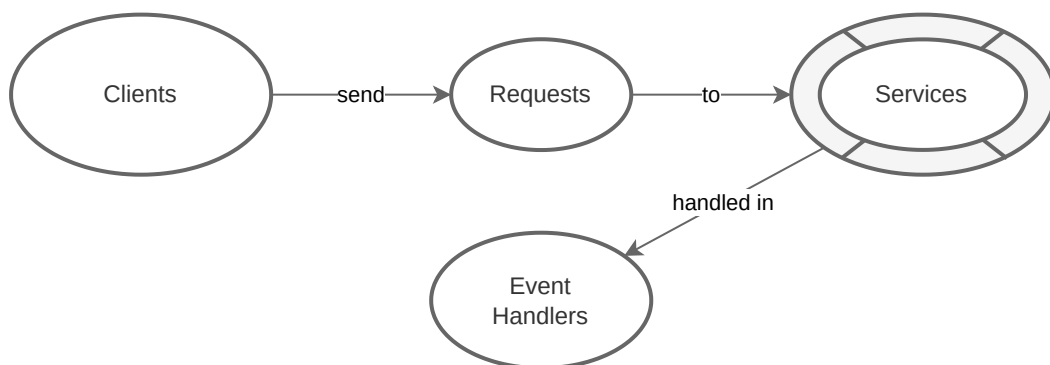 Clients
send
Requests
to
Services
handled in
Event
Handlers